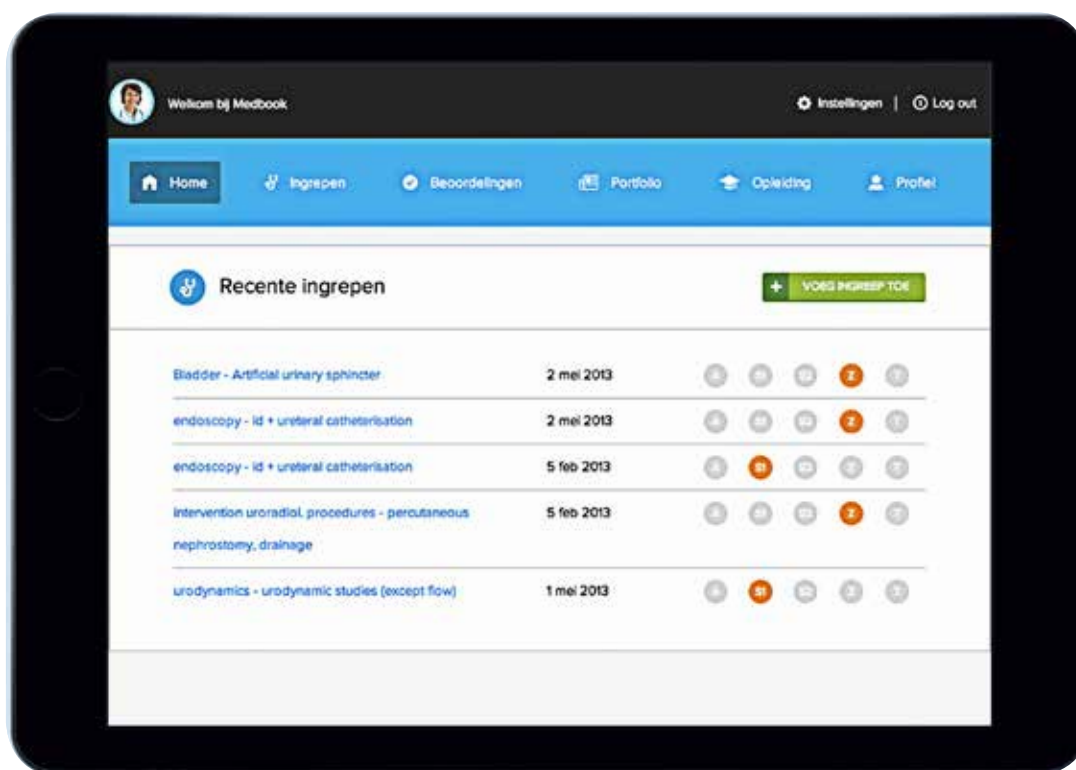 Welkom bij Medbook
Instellingen | Log out
Home Ingrepen Beoordelingen Portfolio Opleiding Profiel
Recente ingrepen
+ VOEG INGREEP TOE
Bladder - Artificial urinary sphincter 2 mei 2013 Z
endoscopy - id + ureteral catheterisation 2 mei 2013 Z
endoscopy - id + ureteral catheterisation 5 feb 2013 S1
intervention uroradiol. procedures - percutaneous 5 feb 2013 Z
nephrostomy, drainage
urodynamics - urodynamic studies (except flow) 1 mei 2013 S1